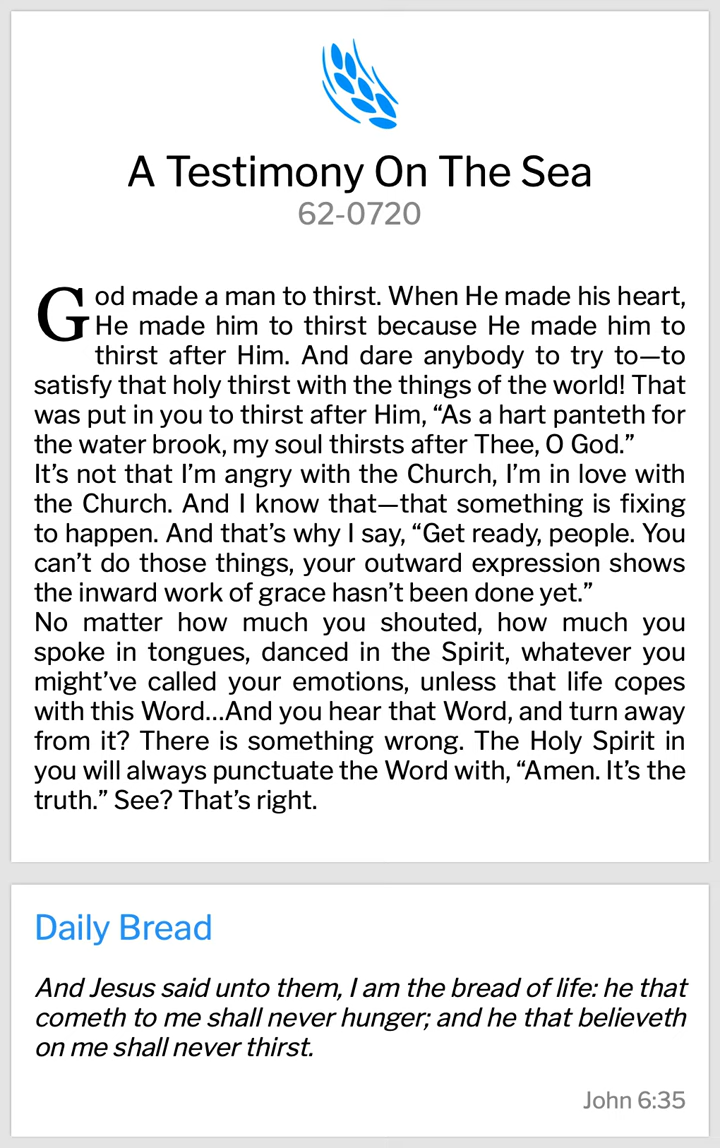 A Testimony On The Sea
62-0720
God made a man to thirst. When He made his heart,
He made him to thirst because He made him to
thirst after Him. And dare anybody to try to—to
satisfy that holy thirst with the things of the world! That
was put in you to thirst after Him, “As a hart panteth for
the water brook, my soul thirsts after Thee, O God.”
It’s not that I’m angry with the Church, I’m in love with
the Church. And I know that—that something is fixing
to happen. And that’s why I say, “Get ready, people. You
can’t do those things, your outward expression shows
the inward work of grace hasn’t been done yet.”
No matter how much you shouted, how much you
spoke in tongues, danced in the Spirit, whatever you
might’ve called your emotions, unless that life copes
with this Word...And you hear that Word, and turn away
from it? There is something wrong. The Holy Spirit in
you will always punctuate the Word with, “Amen. It’s the
truth.” See? That’s right.
Daily Bread
And Jesus said unto them, I am the bread of life: he that
cometh to me shall never hunger; and he that believeth
on me shall never thirst.
John 6:35